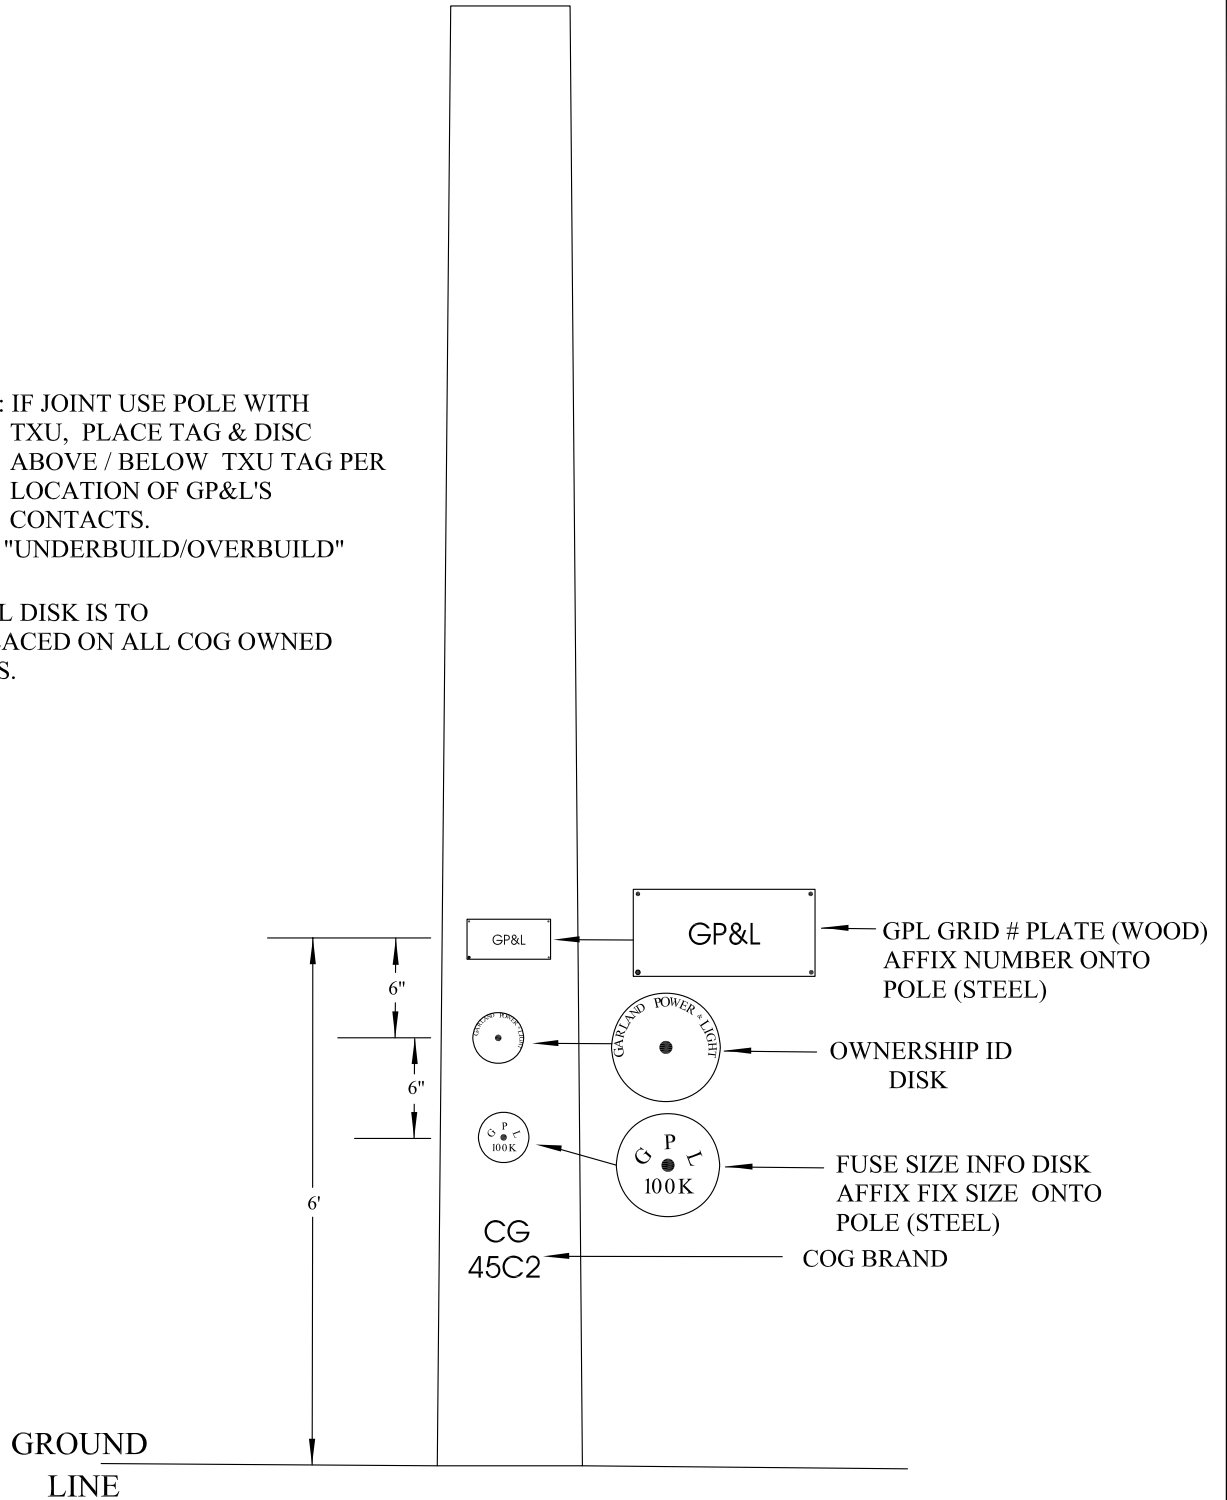 : IF JOINT USE POLE WITH
TXU, PLACE TAG & DISC
ABOVE / BELOW TXU TAG PER
LOCATION OF GP&L'S
CONTACTS.
"UNDERBUILD/OVERBUILD"
L DISK IS TO
ACED ON ALL COG OWNED
S.
GP&L
GP&L
GPL GRID # PLATE (WOOD)
AFFIX NUMBER ONTO
POLE (STEEL)
6"
GARLAND POWER & LIGHT
GARLAND POWER & LIGHT
OWNERSHIP ID
DISK
6"
G P L
100K
G P L
100K
FUSE SIZE INFO DISK
AFFIX FIX SIZE ONTO
POLE (STEEL)
6'
CG
45C2
COG BRAND
GROUND
LINE